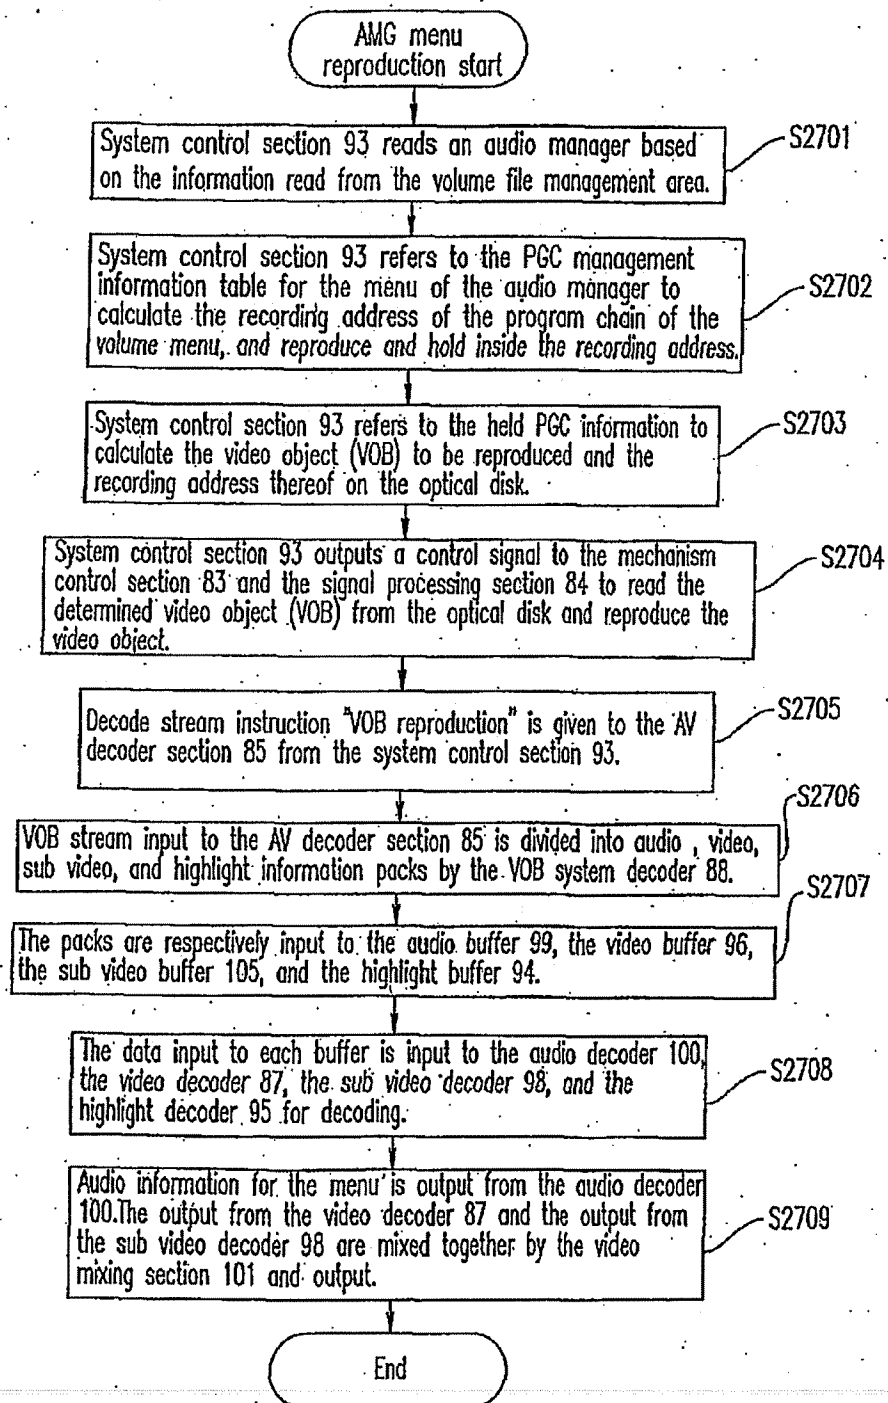 AMG menu
reproduction start
System control section 93 reads an audio manager based
on the information read from the volume file management area.
S2701
System control section 93 refers to the PGC management
information table for the menu of the audio manager to
calculate the recording address of the program chain of the
volume menu, and reproduce and hold inside the recording address.
S2702
System control section 93 refers to the held PGC information to
calculate the video object (VOB) to be reproduced and the
recording address thereof on the optical disk.
S2703
System control section 93 outputs a control signal to the mechanism
control section 83 and the signal processing section 84 to read the
determined video object (VOB) from the optical disk and reproduce the
video object.
S2704
Decode stream instruction "VOB reproduction" is given to the AV
decoder section 85 from the system control section 93.
S2705
VOB stream input to the AV decoder section 85 is divided into audio , video,
sub video, and highlight information packs by the VOB system decoder 88.
S2706
The packs are respectively input to the audio buffer 99, the video buffer 96,
the sub video buffer 105, and the highlight buffer 94.
S2707
The data input to each buffer is input to the audio decoder 100,
the video decoder 87, the sub video decoder 98, and the
highlight decoder 95 for decoding.
S2708
Audio information for the menu is output from the audio decoder
100.The output from the video decoder 87 and the output from
the sub video decoder 98 are mixed together by the video
mixing section 101 and output.
S2709
End